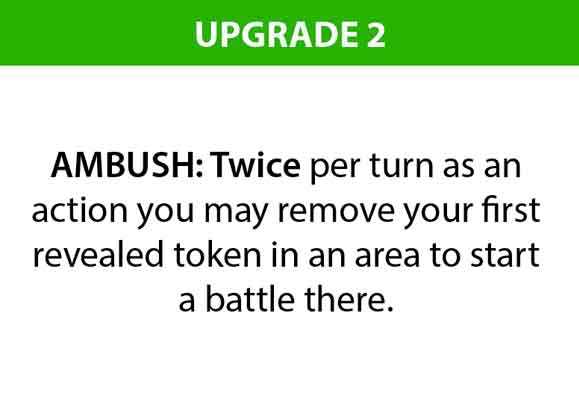 UPGRADE 2
AMBUSH: Twice per turn as an
action you may remove your first
revealed token in an area to start
a battle there.